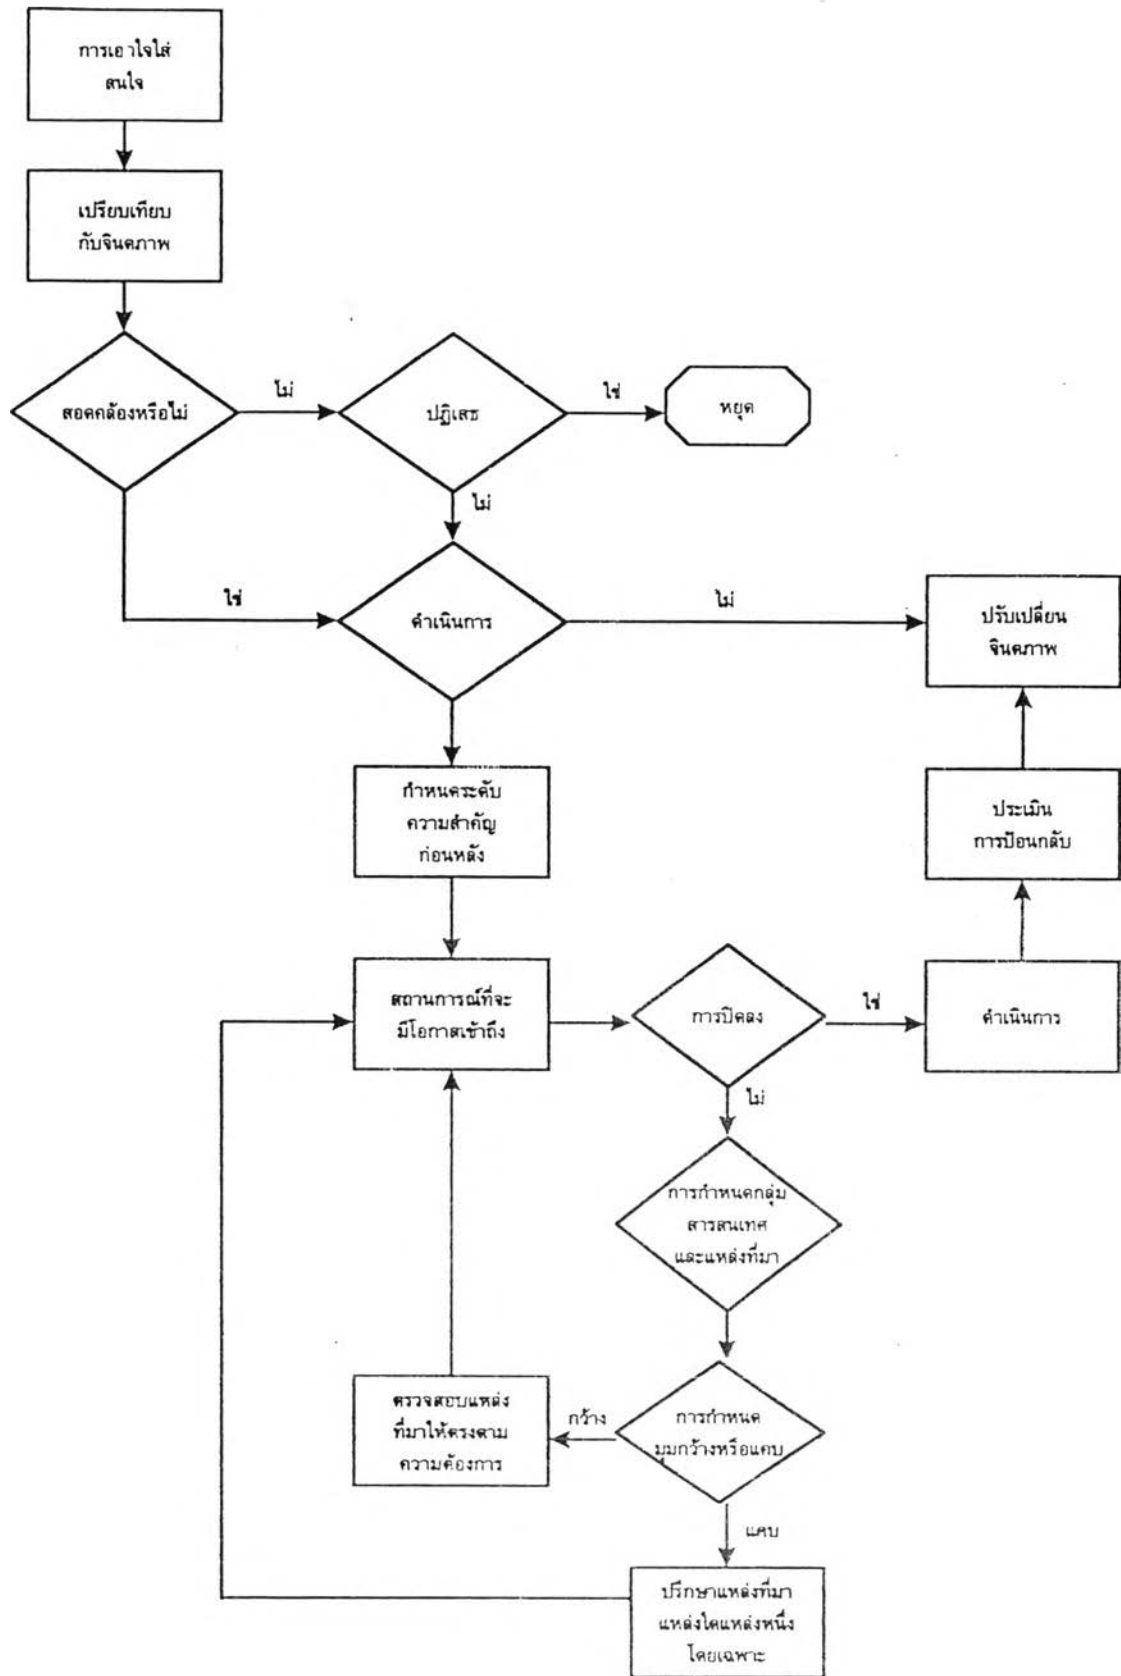 การเอาใจใส่
สนใจ
เปรียบเทียบ
กับจินตภาพ
สอดคล้องหรือไม่
ไม่
ปฏิเสธ
ใช่
หยุด
ไม่
ใช่
ดำเนินการ
ไม่
ปรับเปลี่ยน
จินตภาพ
กำหนดระดับ
ความสำคัญ
ก่อนหลัง
ประเมิน
การป้อนกลับ
สถานการณ์ที่จะ
มีโอกาสเข้าถึง
การปิดลง
ใช่
ดำเนินการ
ไม่
การกำหนดกลุ่ม
สารสนเทศ
และแหล่งที่มา
ตรวจสอบแหล่ง
ที่มาให้ตรงตาม
ความต้องการ
กว้าง
การกำหนด
มุมกว้างหรือแคบ
แคบ
ปรึกษาแหล่งที่มา
แหล่งใดแหล่งหนึ่ง
โดยเฉพาะ